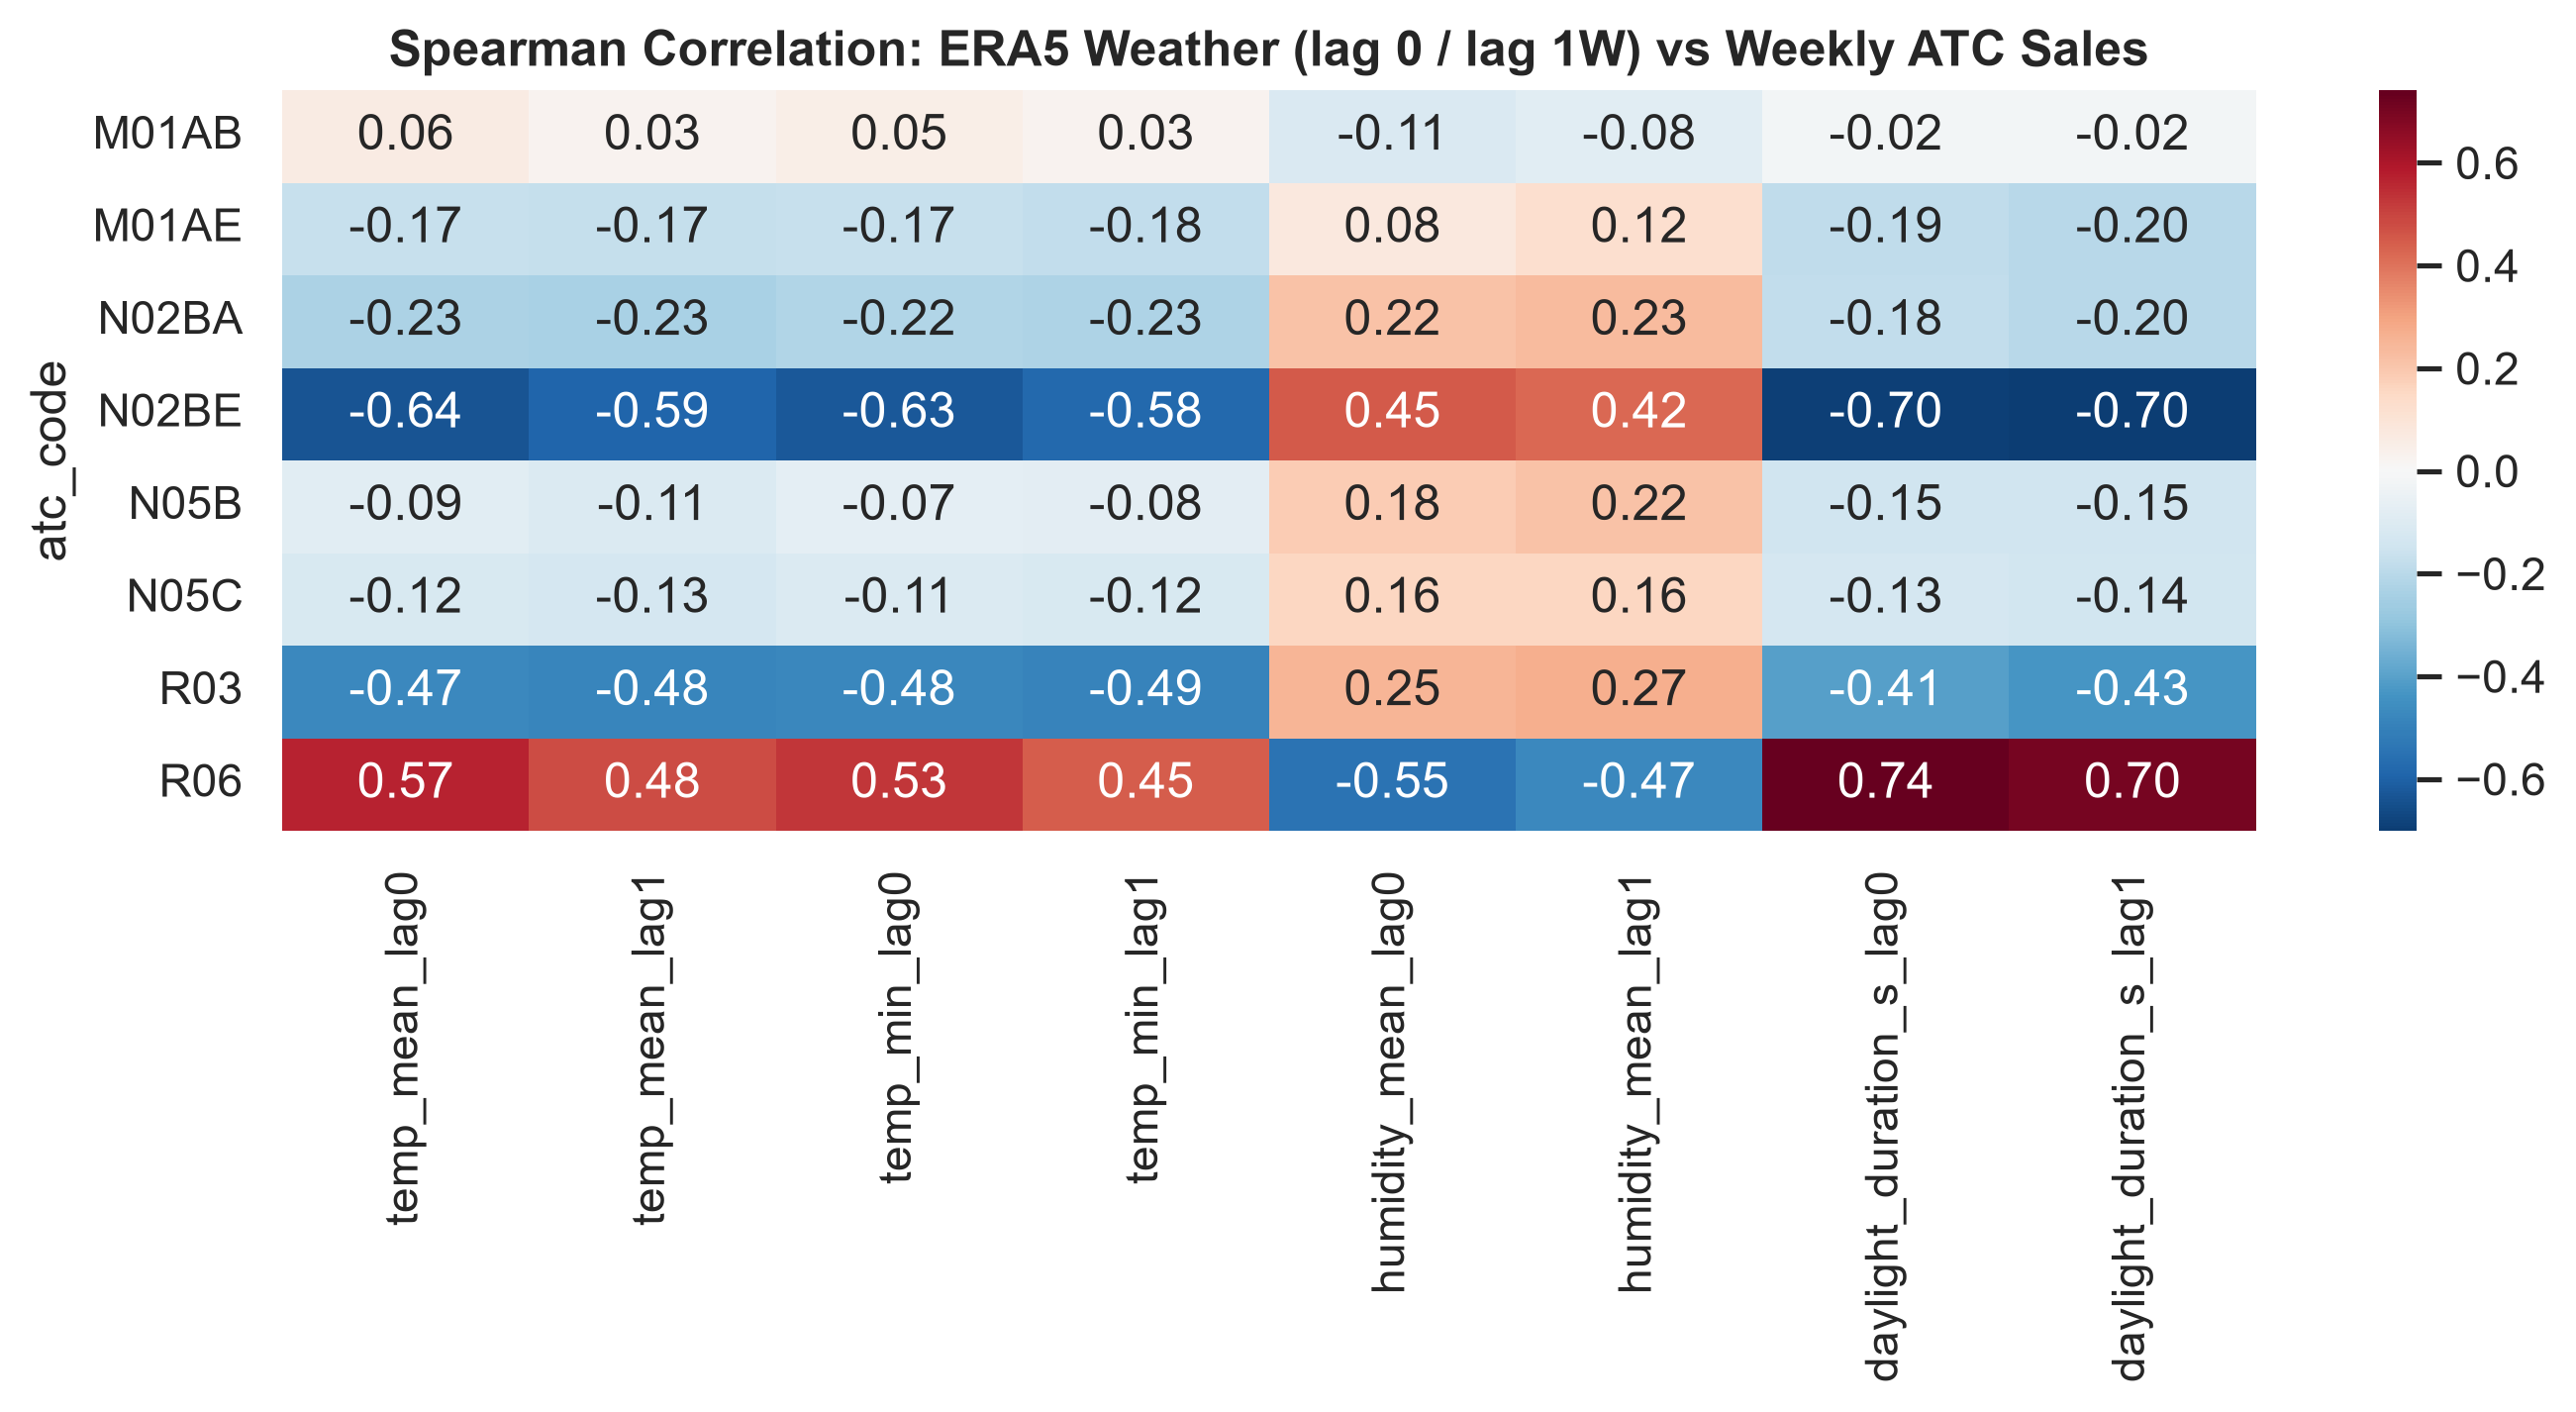 Spearman Correlation: ERA5 Weather (lag 0 / lag 1W) vs Weekly ATC Sales
atc_code
M01AB 0.06 0.03 0.05 0.03 -0.11 -0.08 -0.02 -0.02
M01AE -0.17 -0.17 -0.17 -0.18 0.08 0.12 -0.19 -0.20
N02BA -0.23 -0.23 -0.22 -0.23 0.22 0.23 -0.18 -0.20
N02BE -0.64 -0.59 -0.63 -0.58 0.45 0.42 -0.70 -0.70
N05B -0.09 -0.11 -0.07 -0.08 0.18 0.22 -0.15 -0.15
N05C -0.12 -0.13 -0.11 -0.12 0.16 0.16 -0.13 -0.14
R03 -0.47 -0.48 -0.48 -0.49 0.25 0.27 -0.41 -0.43
R06 0.57 0.48 0.53 0.45 -0.55 -0.47 0.74 0.70
temp_mean_lag0
temp_mean_lag1
temp_min_lag0
temp_min_lag1
humidity_mean_lag0
humidity_mean_lag1
daylight_duration_s_lag0
daylight_duration_s_lag1
0.6
0.4
0.2
0.0
−0.2
−0.4
−0.6